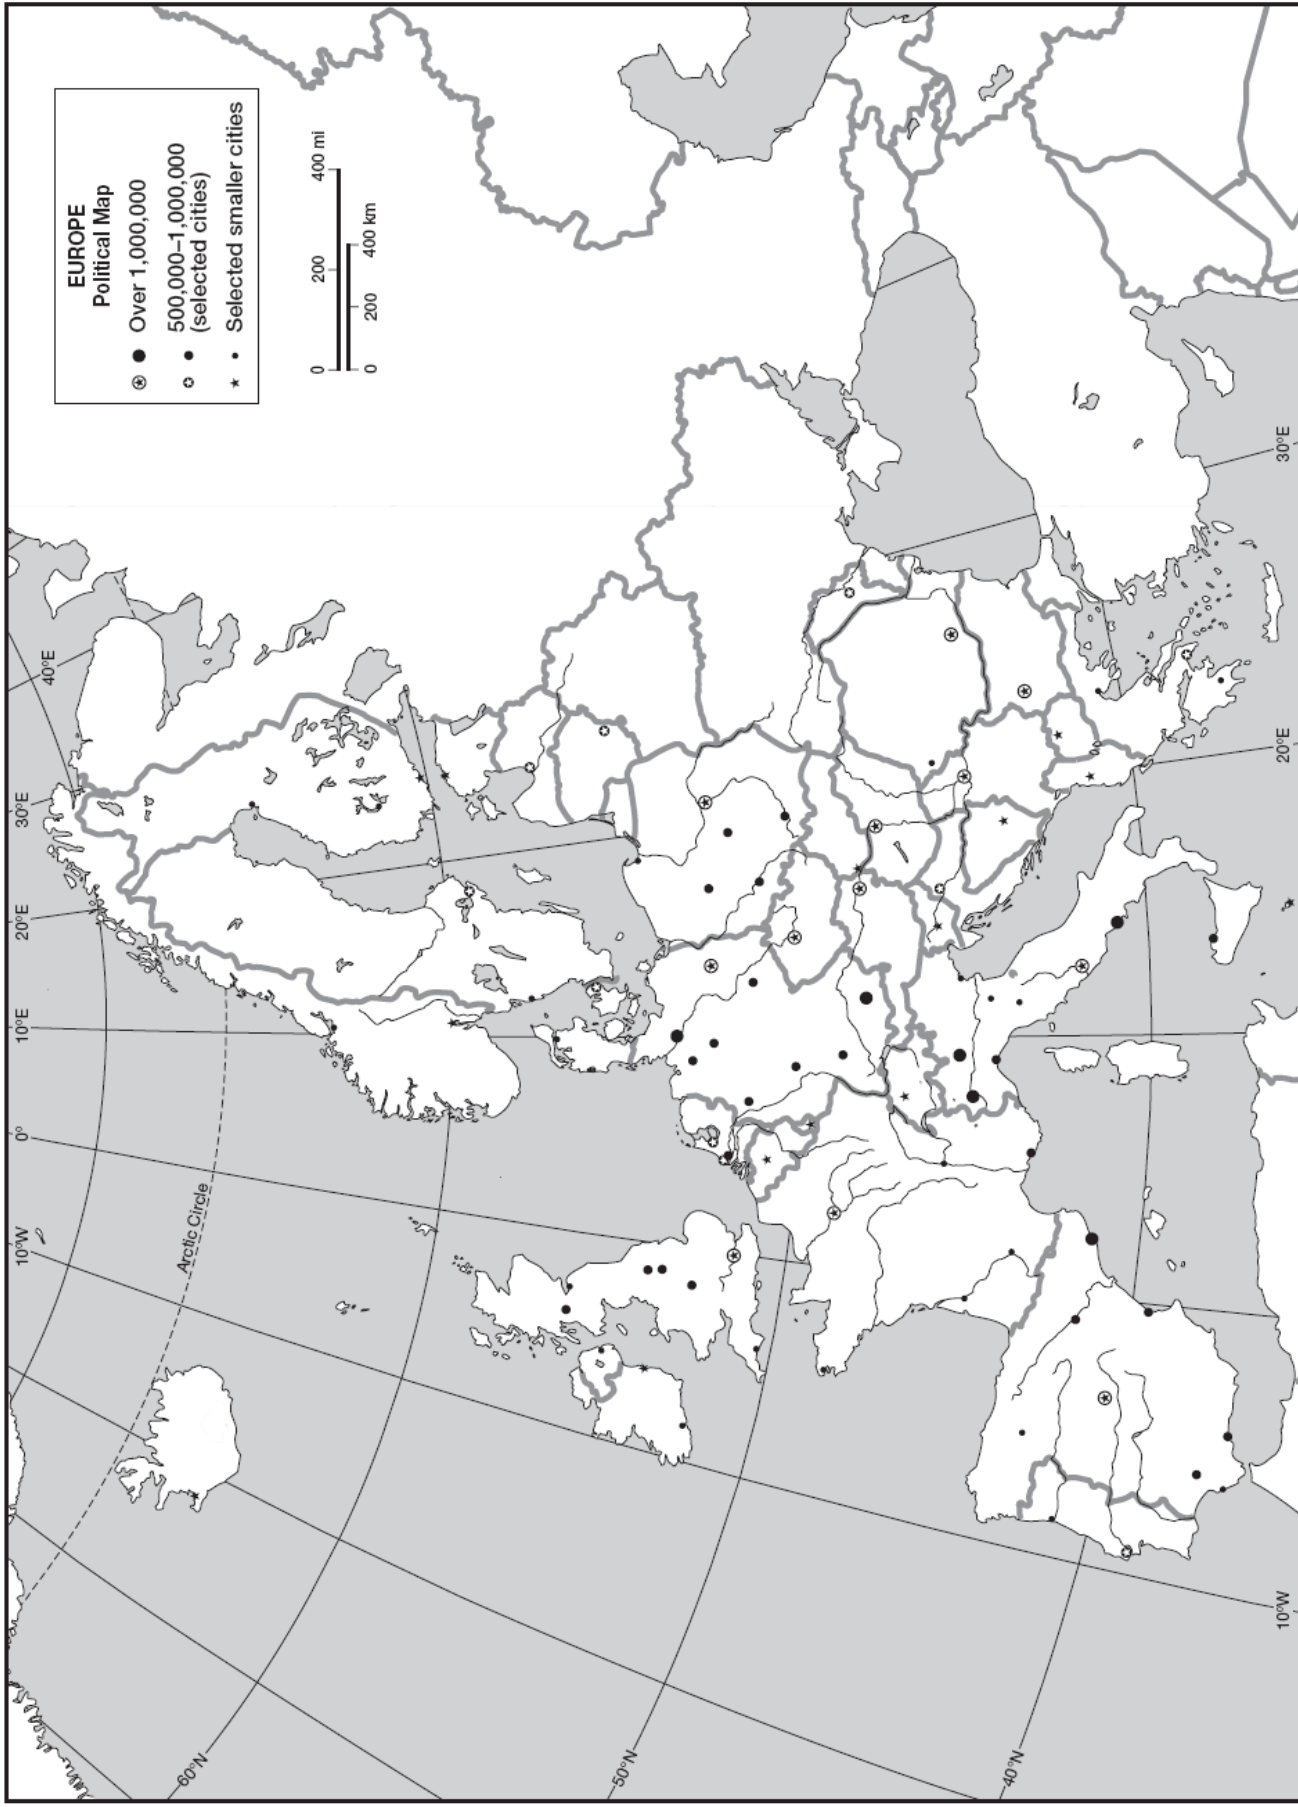 EUROPE
Political Map
Over 1,000,000
500,000–1,000,000
(selected cities)
Selected smaller cities
0 200 400 mi
0 200 400 km
Arctic Circle
10°W
0°
10°E
20°E
30°E
40°E
60°N
50°N
40°N
10°W
20°E
30°E